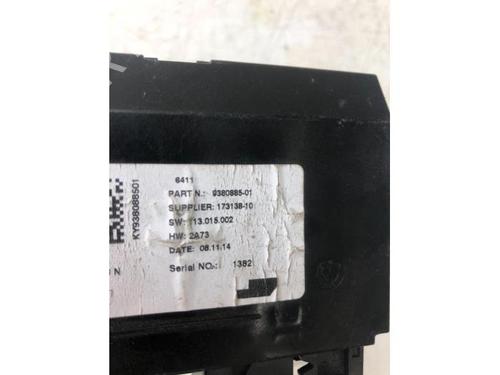 6411
PART N.: 9380885-01
SUPPLIER: 173138-10
SW: 13.015.002
HW: 2A73
DATE: 08.11.14
Serial NO.: 1382
KY938088501
N